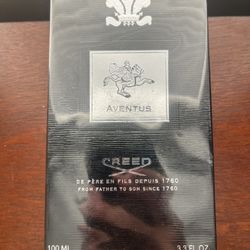 AVENTUS
CREED
DE PÈRE EN FILS DEPUIS 1760
FROM FATHER TO SON SINCE 1760
100 ML
3.3 FL.OZ